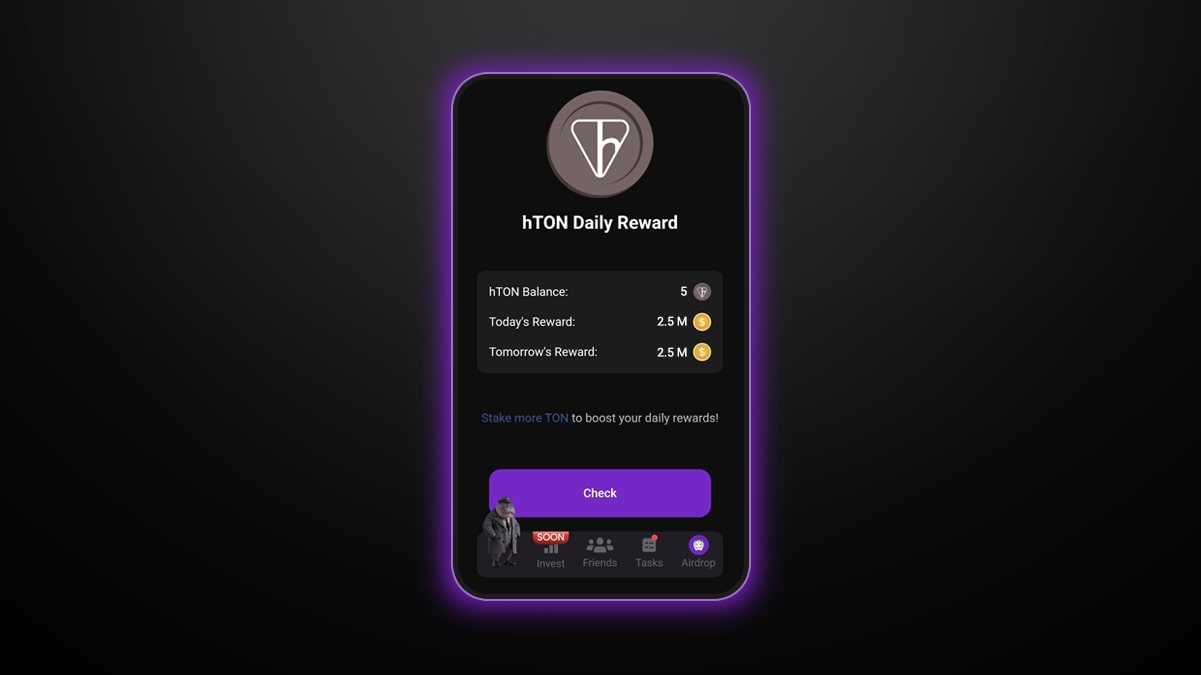 h
hTON Daily Reward
hTON Balance: 5
Today's Reward: 2.5 M $
Tomorrow's Reward: 2.5 M $
Stake more TON to boost your daily rewards!
Check
SOON
Invest Friends Tasks Airdrop